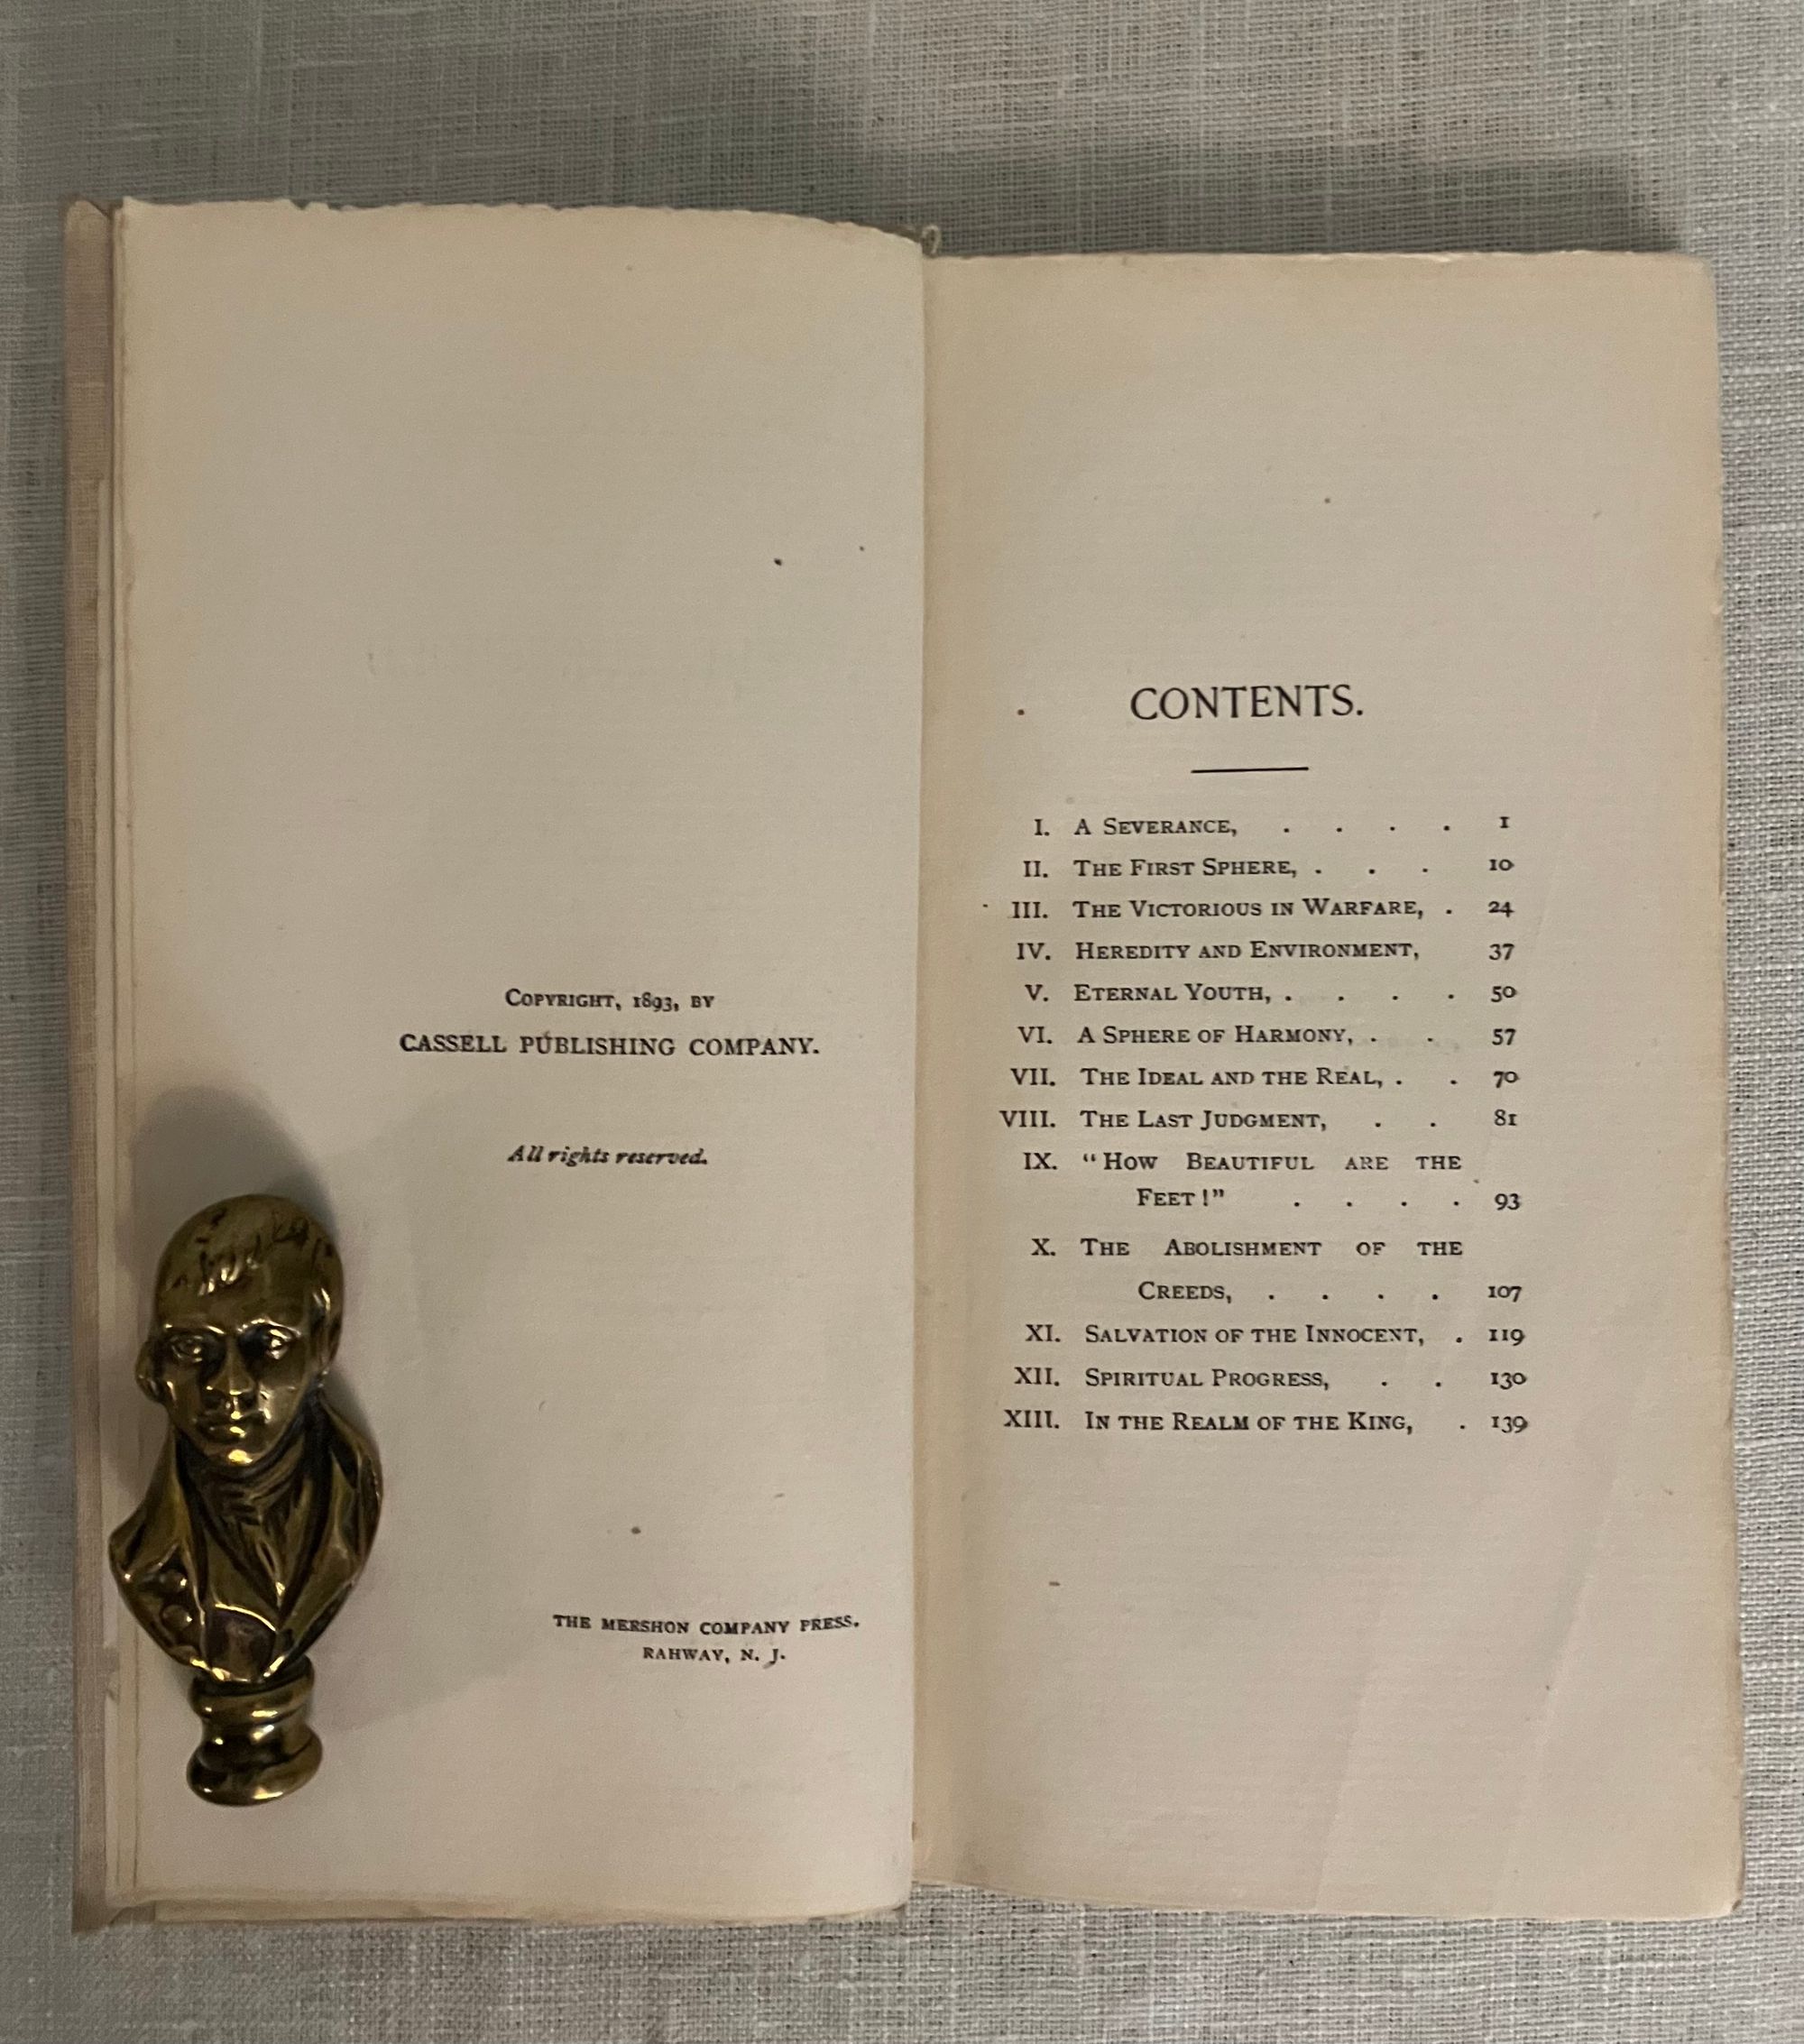 COPYRIGHT, 1893, BY
CASSELL PUBLISHING COMPANY.
All rights reserved.
THE MERSHON COMPANY PRESS.
RAHWAY, N. J.
CONTENTS.
I. A SEVERANCE, . . . . 1
II. THE FIRST SPHERE, . . . 10
III. THE VICTORIOUS IN WARFARE, . 24
IV. HEREDITY AND ENVIRONMENT, 37
V. ETERNAL YOUTH, . . . . 50
VI. A SPHERE OF HARMONY, . . 57
VII. THE IDEAL AND THE REAL, . . 70
VIII. THE LAST JUDGMENT, . . 81
IX. "HOW BEAUTIFUL ARE THE
FEET!" . . . . 93
X. THE ABOLISHMENT OF THE
CREEDS, . . . . 107
XI. SALVATION OF THE INNOCENT, . 119
XII. SPIRITUAL PROGRESS, . . 130
XIII. IN THE REALM OF THE KING, . 139